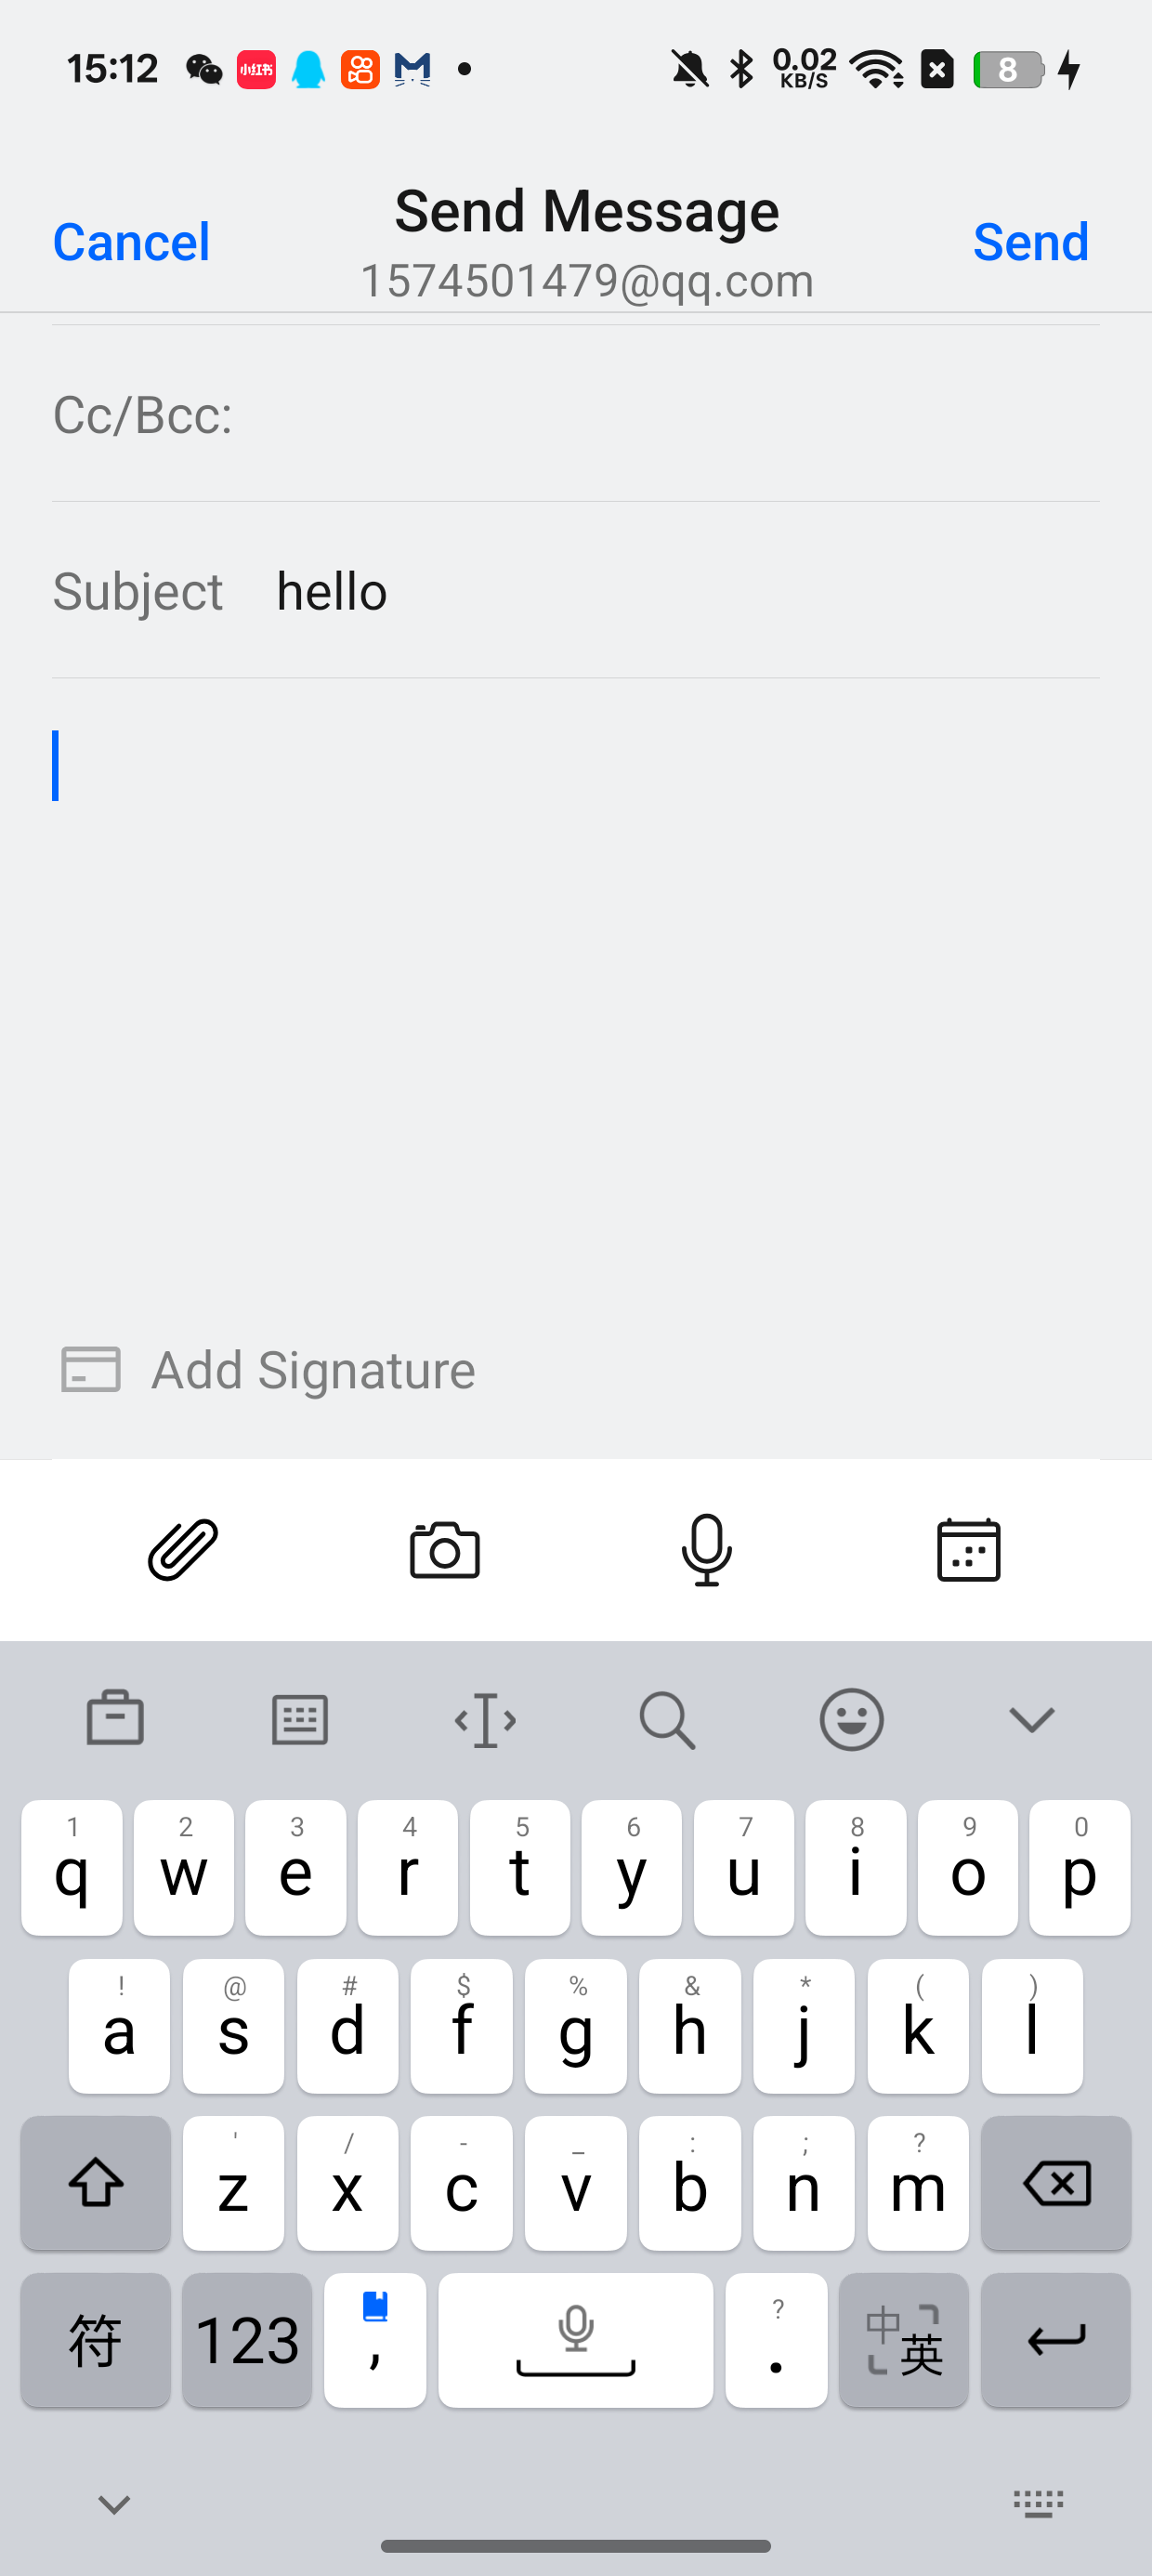 15:12 小红书 0.02 KB/S 8
Cancel Send Message Send
1574501479@qq.com
Cc/Bcc:
Subject hello
Add Signature
1 2 3 4 5 6 7 8 9 0
q w e r t y u i o p
! @ # $ % & * ( )
a s d f g h j k l
' / - _ : ; ?
z x c v b n m
符 123 , ? . 中 英